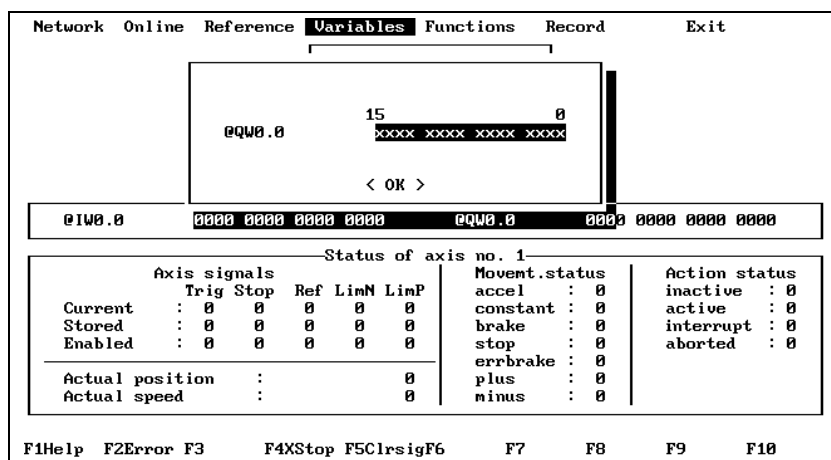 Network Online Reference Variables Functions Record Exit
15 0
@QW0.0 xxxx xxxx xxxx xxxx
< OK >
@IW0.0 0000 0000 0000 0000 @QW0.0 0000 0000 0000 0000
Status of axis no. 1
Axis signals Movemt.status Action status
Trig Stop Ref LimN LimP accel : 0 inactive : 0
Current : 0 0 0 0 0 constant : 0 active : 0
Stored : 0 0 0 0 0 brake : 0 interrupt : 0
Enabled : 0 0 0 0 0 stop : 0 aborted : 0
errbrake : 0
Actual position : 0 plus : 0
Actual speed : 0 minus : 0
F1Help F2Error F3 F4XStop F5ClrsigF6 F7 F8 F9 F10